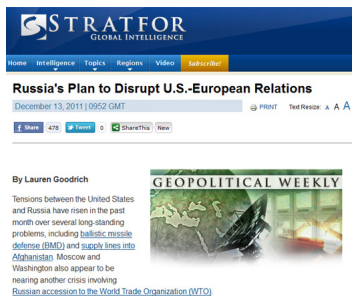 STRATFOR
GLOBAL INTELLIGENCE
Home Intelligence Topics Regions Video Subscribe!
Russia's Plan to Disrupt U.S.-European Relations
December 13, 2011 | 0952 GMT
PRINT Text Resize: A A A
f Share 478 Tweet 0 ShareThis New
By Lauren Goodrich
GEOPOLITICAL WEEKLY
Tensions between the United States
and Russia have risen in the past
month over several long-standing
problems, including ballistic missile
defense (BMD) and supply lines into
Afghanistan. Moscow and
Washington also appear to be
nearing another crisis involving
Russian accession to the World Trade Organization (WTO).